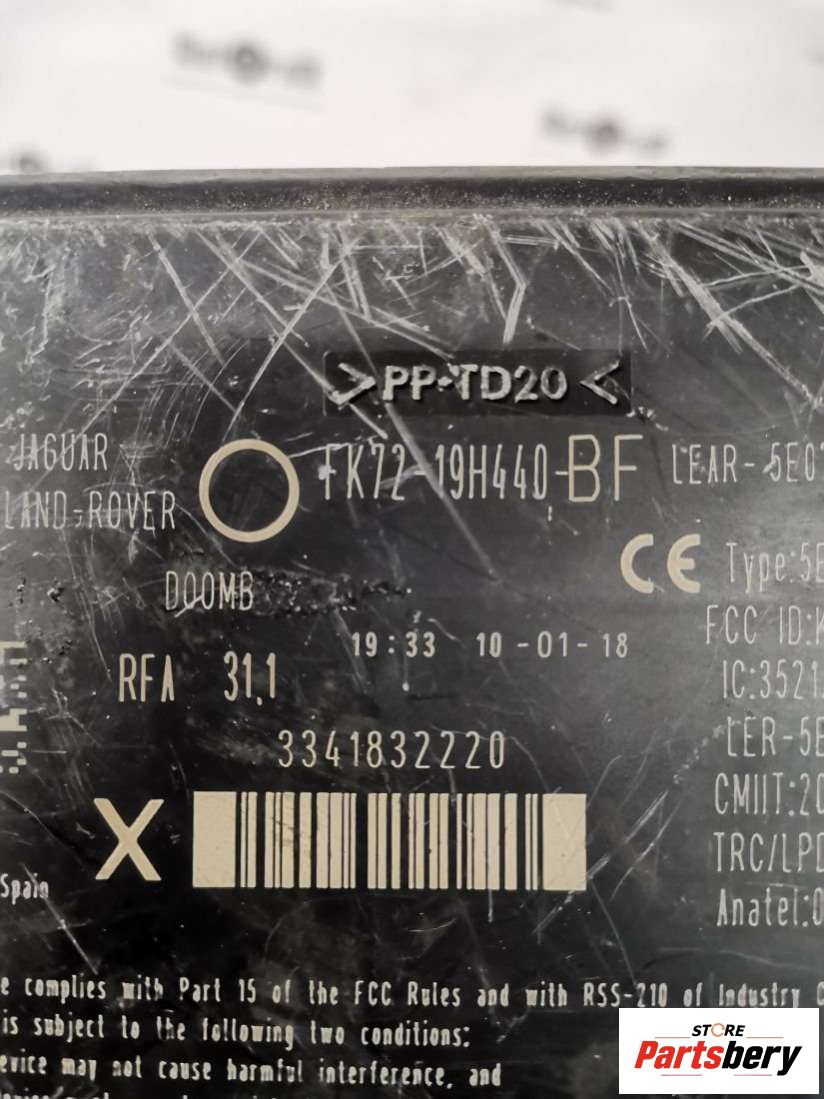 >PP-TD20<
JAGUAR
LAND-ROVER
FK72-19H440-BF
LEAR-5E0
CE
Type:5E
D00MB
FCC ID:K
19:33 10-01-18
RFA 31.1
IC:3521
LER-5E
3341832220
X
CMIIT:20
TRC/LPD
Spain
Anatel:0
e complies with Part 15 of the FCC Rules and with RSS-210 of Industry C
is subject to the following two conditions:
evice may not cause harmful interference, and
STORE
Partsbery